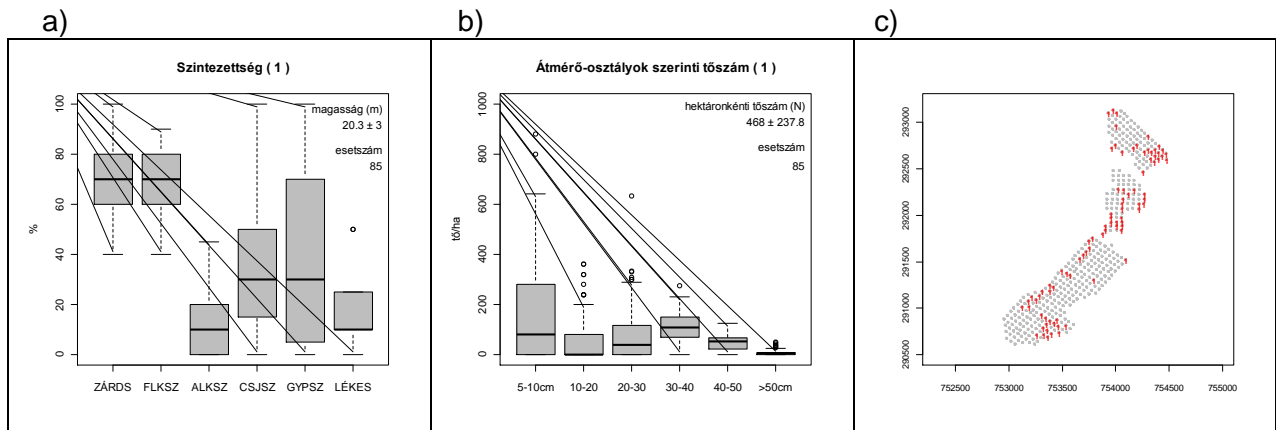 a)
b)
c)
Szintezettség ( 1 )
magasság (m)
20.3 ± 3
esetszám
85
%
100
80
60
40
20
0
ZÁRDS FLKSZ ALKSZ CSJSZ GYPSZ LÉKES
Átmérő-osztályok szerinti tőszám ( 1 )
hektáronkénti tőszám (N)
468 ± 237.8
esetszám
85
tő/ha
1000
800
600
400
200
0
5-10cm 10-20 20-30 30-40 40-50 >50cm
293000
292500
292000
291500
291000
290500
752500 753000 753500 754000 754500 755000